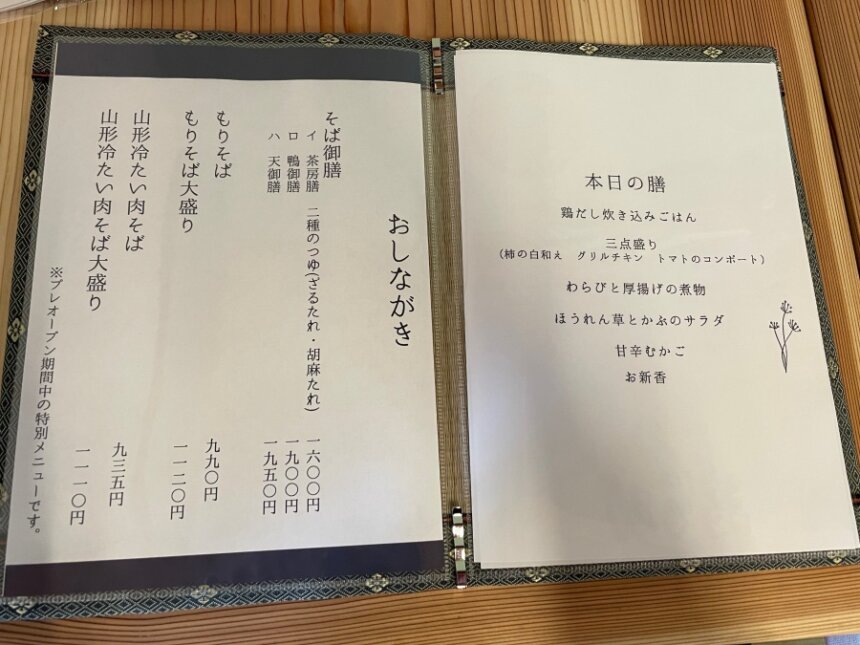 おしながき
そば御膳
イ 茶房膳 二種のつゆ(ざるたれ・胡麻たれ) 一六〇〇円
ロ 鴨御膳 一九〇〇円
ハ 天御膳 一九五〇円
もりそば 九九〇円
もりそば大盛り 一一二〇円
山形冷たい肉そば 九三五円
山形冷たい肉そば大盛り 一一一〇円
※プレオープン期間中の特別メニューです。
本日の膳
鶏だし炊き込みごはん
三点盛り
(柿の白和え グリルチキン トマトのコンポート)
わらびと厚揚げの煮物
ほうれん草とかぶのサラダ
甘辛むかご
お新香